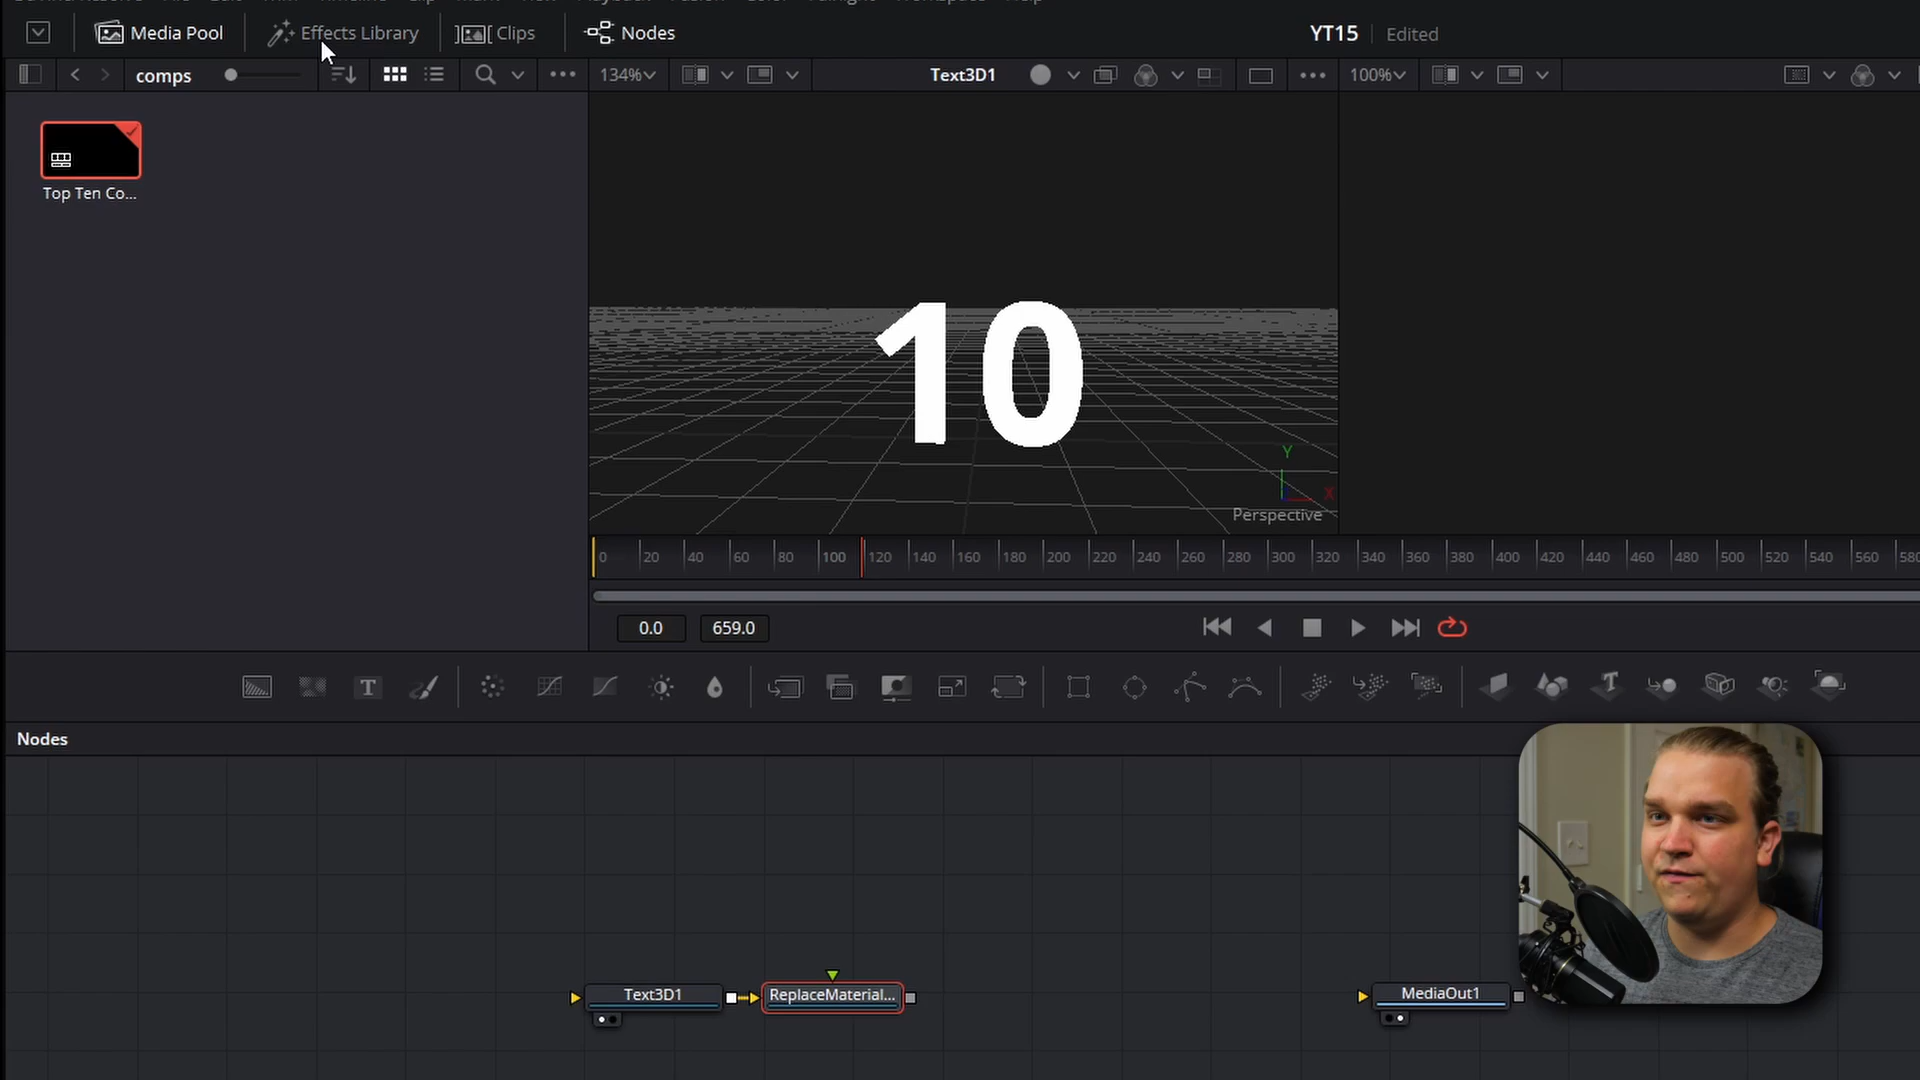 Media Pool Effects Library Clips Nodes YT15 Edited
comps 134% Text3D1 100%
Top Ten Co...
10
Y
X
Perspective
0 20 40 60 80 100 120 140 160 180 200 220 240 260 280 300 320 340 360 380 400 420 440 460 480 500 520 540 560 580
0.0 659.0
T T
Nodes
Text3D1 ReplaceMaterial... MediaOut1